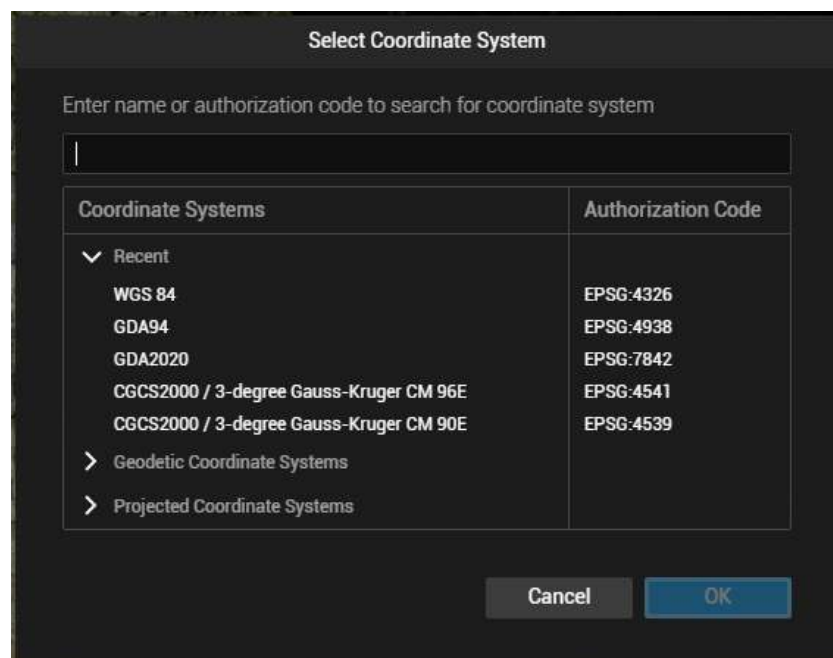 Select Coordinate System
Enter name or authorization code to search for coordinate system
Coordinate Systems Authorization Code
Recent
WGS 84 EPSG:4326
GDA94 EPSG:4938
GDA2020 EPSG:7842
CGCS2000 / 3-degree Gauss-Kruger CM 96E EPSG:4541
CGCS2000 / 3-degree Gauss-Kruger CM 90E EPSG:4539
Geodetic Coordinate Systems
Projected Coordinate Systems
Cancel OK